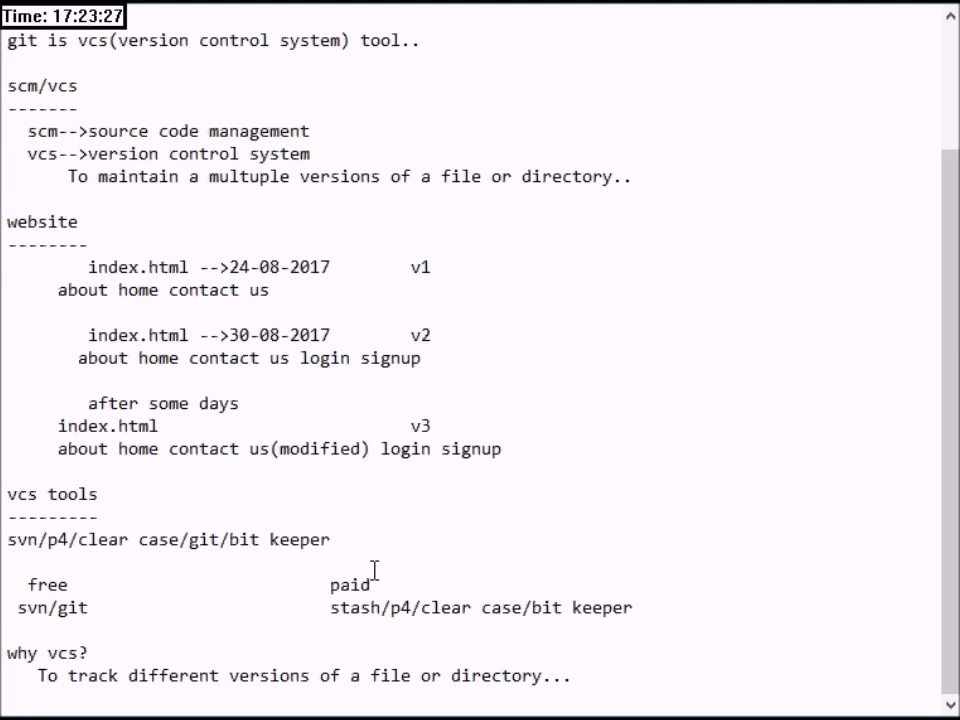 Time: 17:23:27
git is vcs(version control system) tool..
scm/vcs
-------
scm-->source code management
vcs-->version control system
To maintain a multuple versions of a file or directory..
website
--------
index.html -->24-08-2017 v1
about home contact us
index.html -->30-08-2017 v2
about home contact us login signup
after some days
index.html v3
about home contact us(modified) login signup
vcs tools
---------
svn/p4/clear case/git/bit keeper
free paid
svn/git stash/p4/clear case/bit keeper
why vcs?
To track different versions of a file or directory...